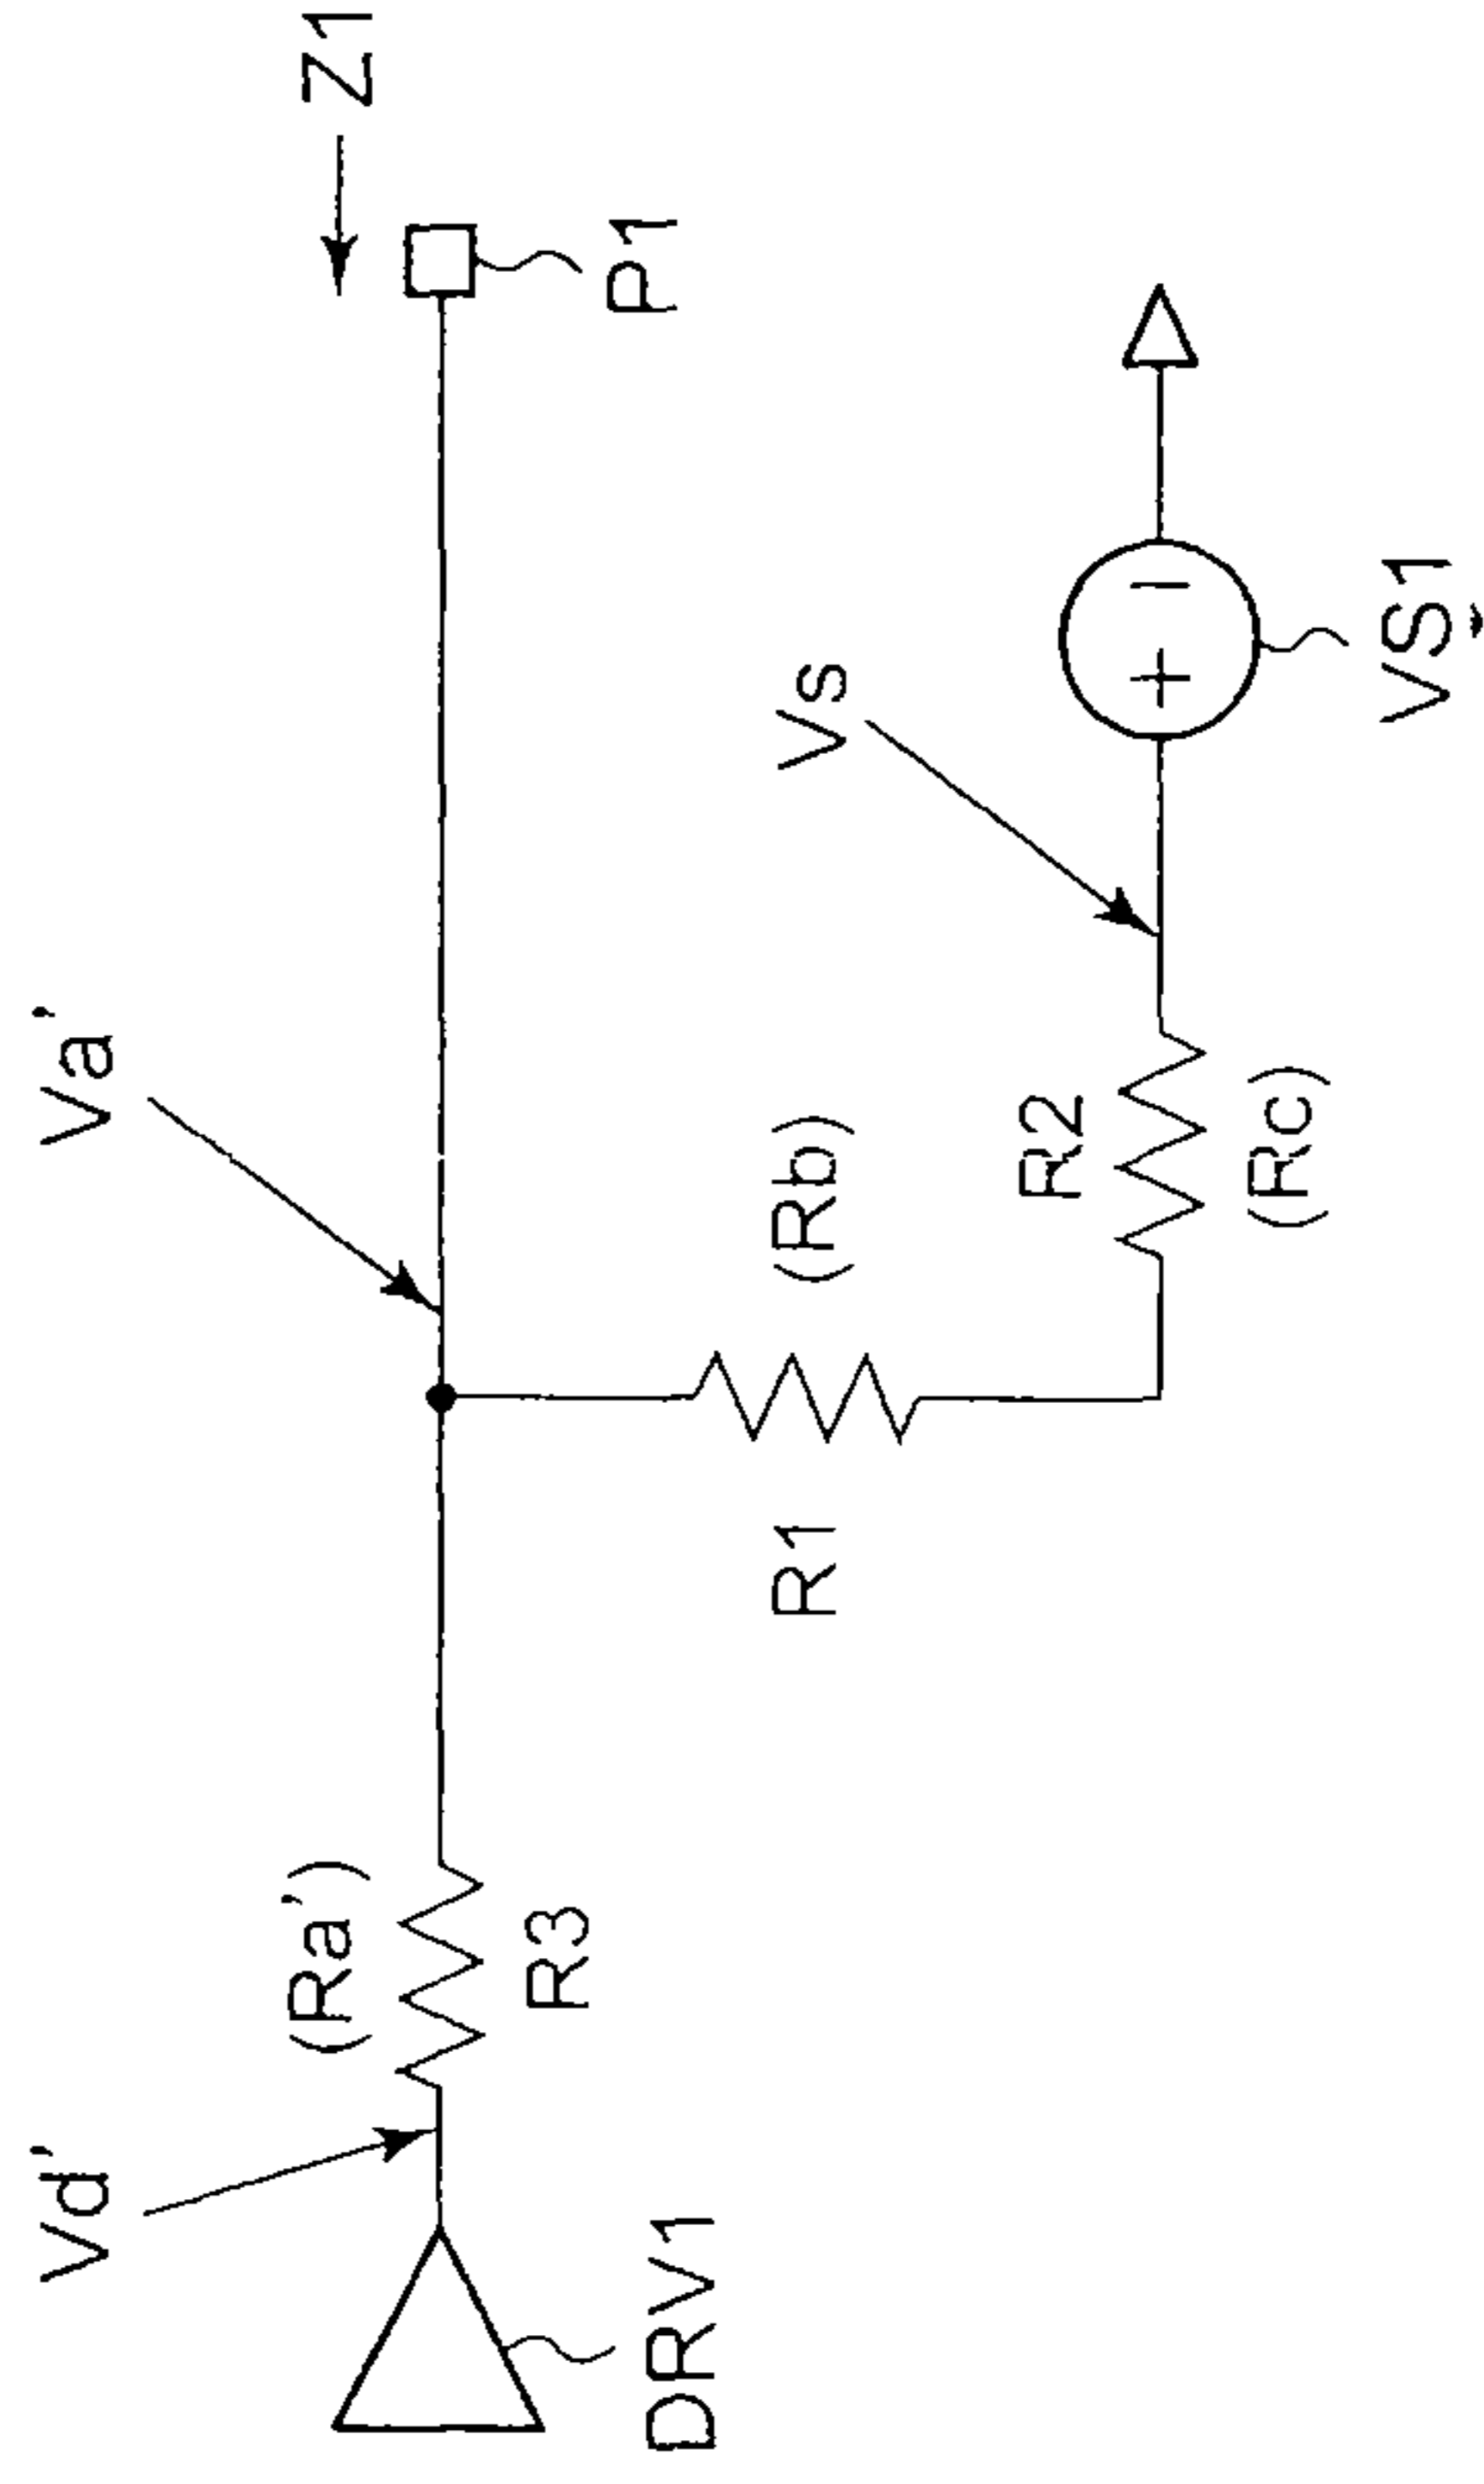 Vd'
Va'
(Ra')
Z1
DRV1
R3
P1
R1
(Rb)
Vs
R2
(Rc)
VS1